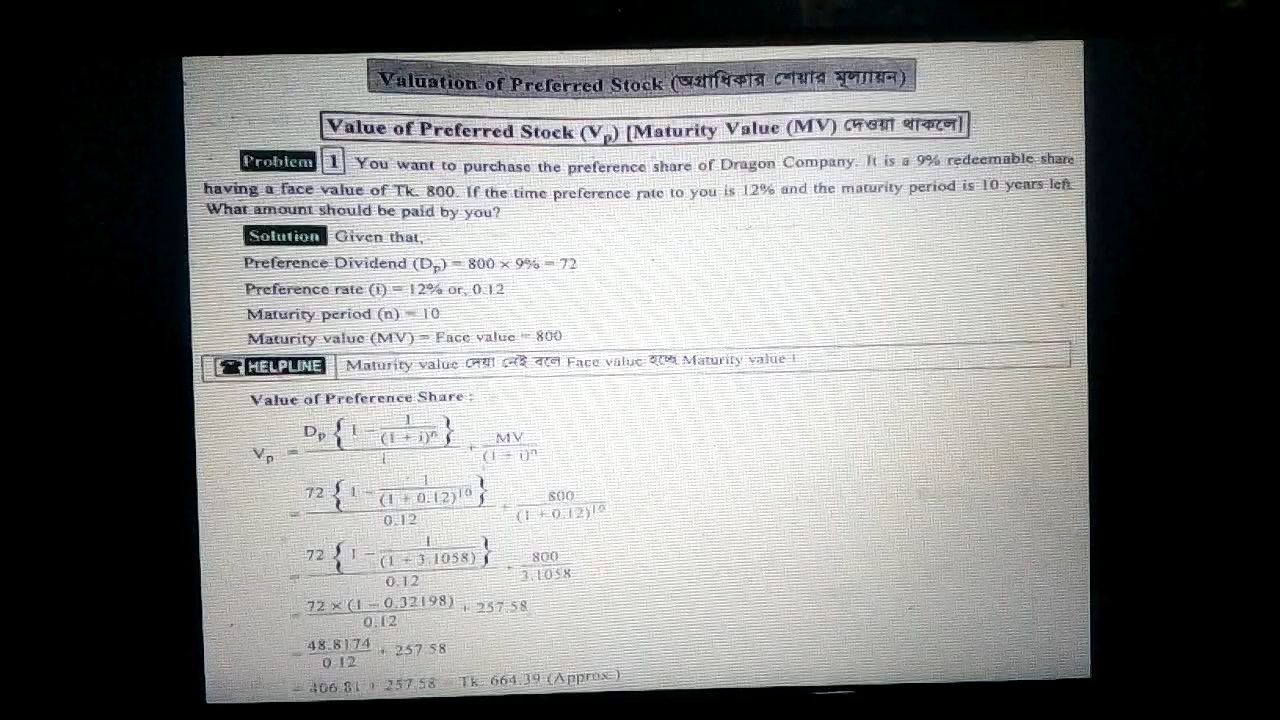 Valuation of Preferred Stock (অগ্রাধিকার শেয়ার মূল্যায়ন)
Value of Preferred Stock (Vp) [Maturity Value (MV) দেওয়া থাকলে]
Problem 1 You want to purchase the preference share of Dragon Company. It is a 9% redeemable share
having a face value of Tk. 800. If the time preference rate to you is 12% and the maturity period is 10 years left.
What amount should be paid by you?
Solution Given that,
Preference Dividend (Dp) = 800 × 9% = 72
Preference rate (i) = 12% or, 0.12
Maturity period (n) = 10
Maturity value (MV) = Face value = 800
HELPLINE Maturity value দেয়া নেই বলে Face value হচ্ছে Maturity value।
Value of Preference Share :
Vp = Dp { 1 − 1 / (1 + i)^n } / i + MV / (1 + i)^n
= 72 { 1 − 1 / (1 + 0.12)^10 } / 0.12 + 800 / (1 + 0.12)^10
= 72 { 1 − 1 / (1 + 3.1058) } / 0.12 + 800 / 3.1058
= 72 × (1 − 0.32198) / 0.12 + 257.58
= 48.8174 / 0.12 + 257.58
= 406.81 + 257.58 = Tk. 664.39 (Approx.)